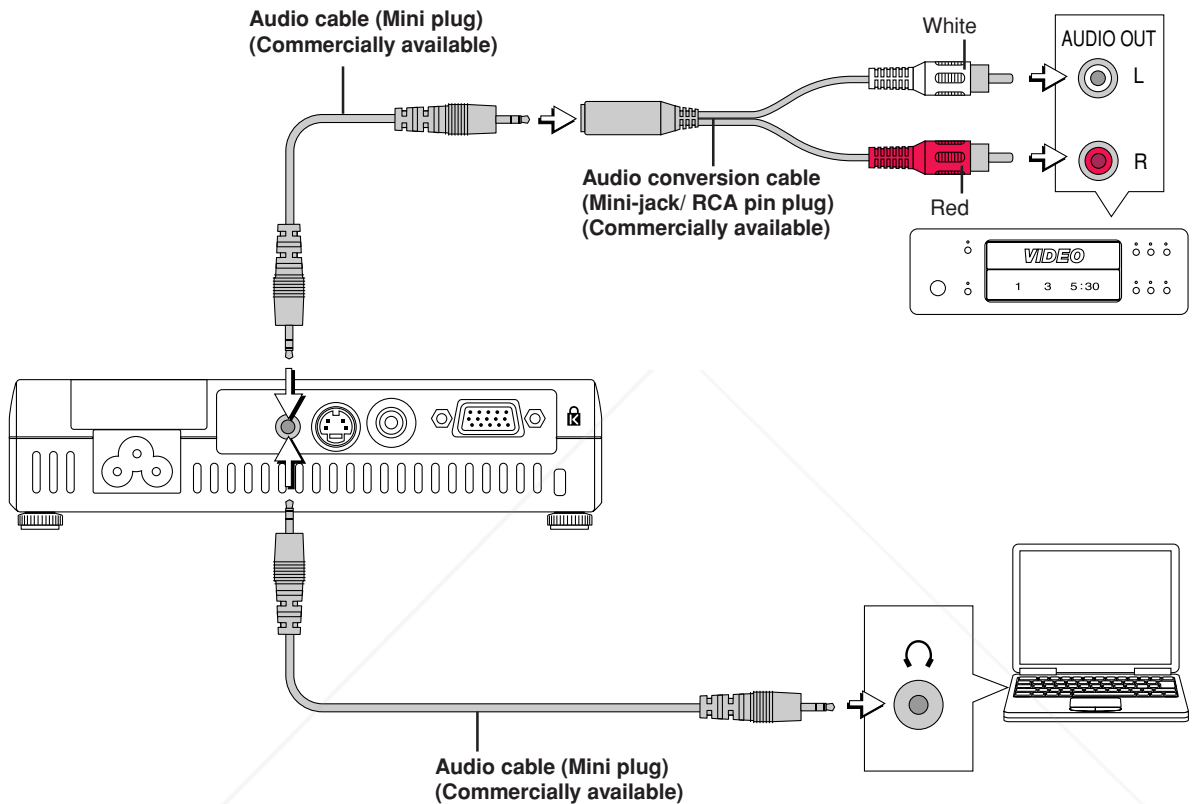 Audio cable (Mini plug)
(Commercially available)
White
AUDIO OUT
L
R
Red
Audio conversion cable
(Mini-jack/ RCA pin plug)
(Commercially available)
VIDEO
1 3 5:30
K
Audio cable (Mini plug)
(Commercially available)